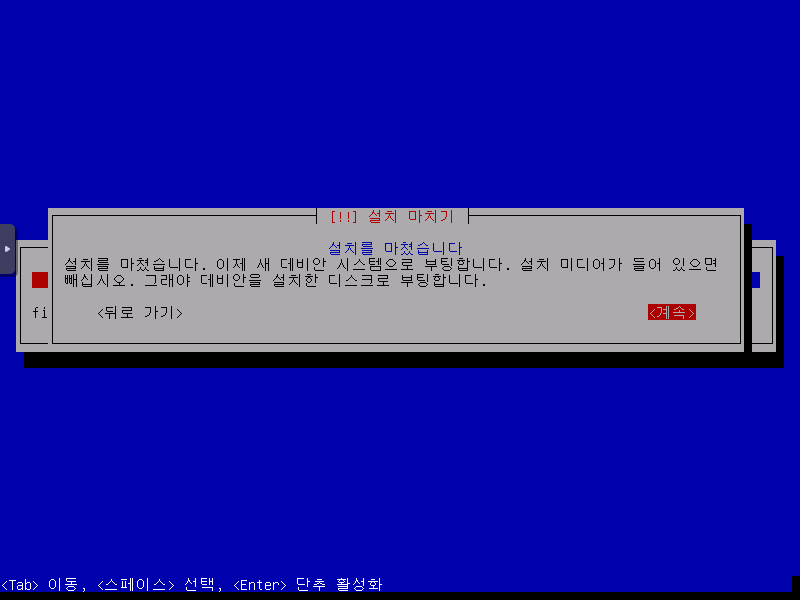 [!!] 설치 마치기
설치를 마쳤습니다
설치를 마쳤습니다. 이제 새 데비안 시스템으로 부팅합니다. 설치 미디어가 들어 있으면
빼십시오. 그래야 데비안을 설치한 디스크로 부팅합니다.
fi
<뒤로 가기> <계속>
<Tab> 이동, <스페이스> 선택, <Enter> 단추 활성화